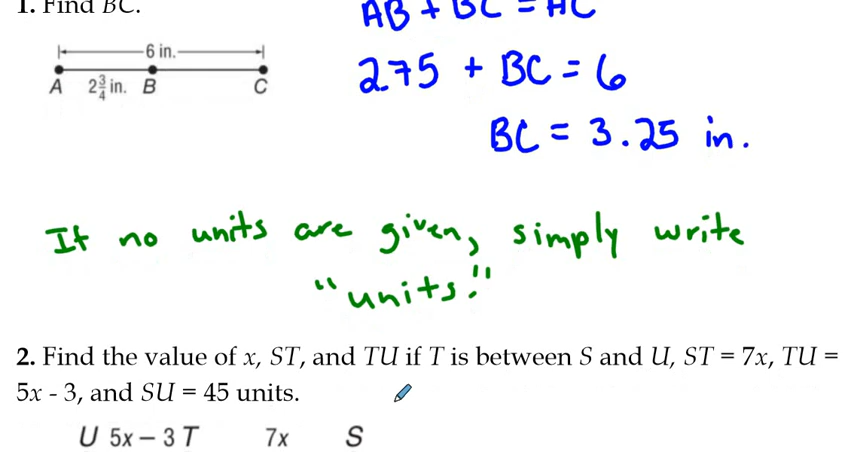 1. Find BC.
AB + BC = AC
6 in.
A 2 3/4 in. B C
275 + BC = 6
BC = 3.25 in.
If no units are given, simply write
"units."
2. Find the value of x, ST, and TU if T is between S and U, ST = 7x, TU =
5x - 3, and SU = 45 units.
U 5x – 3 T 7x S